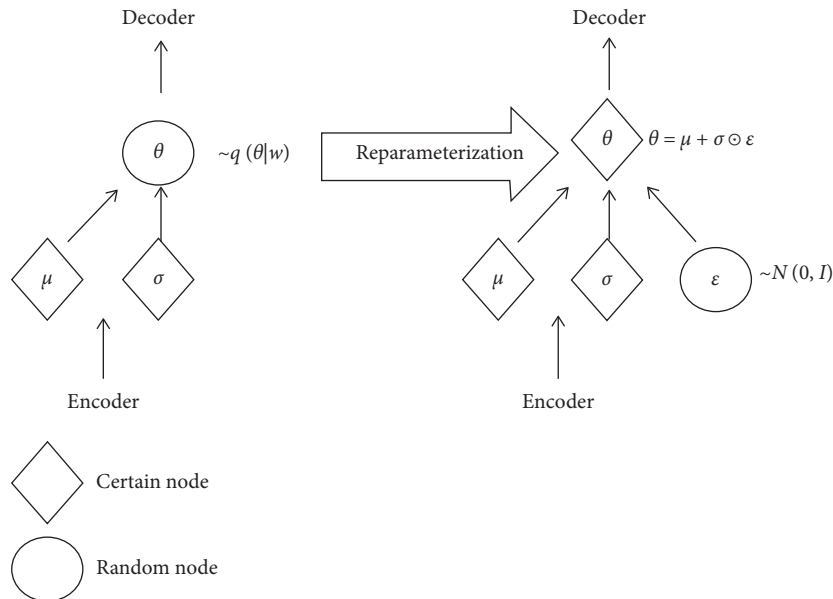 Decoder
θ
~q (θ|w)
μ
σ
Encoder
Reparameterization
Decoder
θ
θ = μ + σ ⊙ ε
μ
σ
ε
~N (0, I)
Encoder
Certain node
Random node